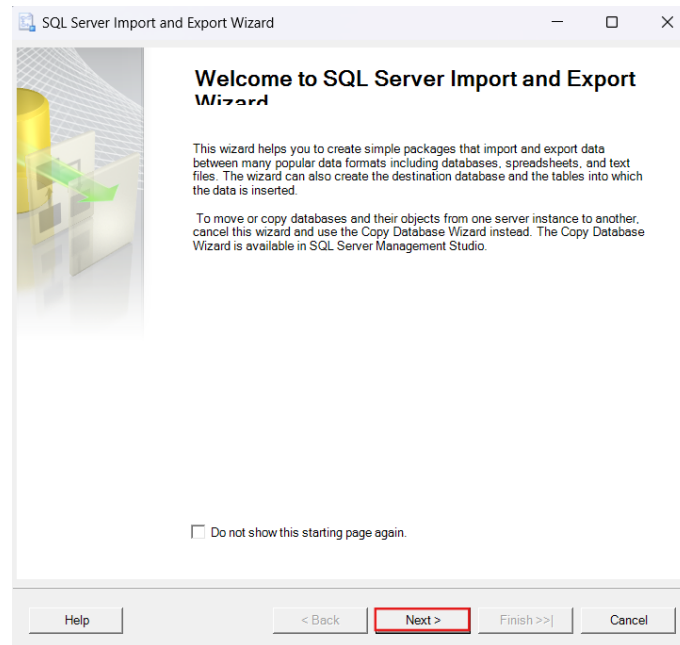 SQL Server Import and Export Wizard
Welcome to SQL Server Import and Export
Wizard
This wizard helps you to create simple packages that import and export data
between many popular data formats including databases, spreadsheets, and text
files. The wizard can also create the destination database and the tables into which
the data is inserted.
To move or copy databases and their objects from one server instance to another,
cancel this wizard and use the Copy Database Wizard instead. The Copy Database
Wizard is available in SQL Server Management Studio.
Do not show this starting page again.
Help < Back Next > Finish >>| Cancel